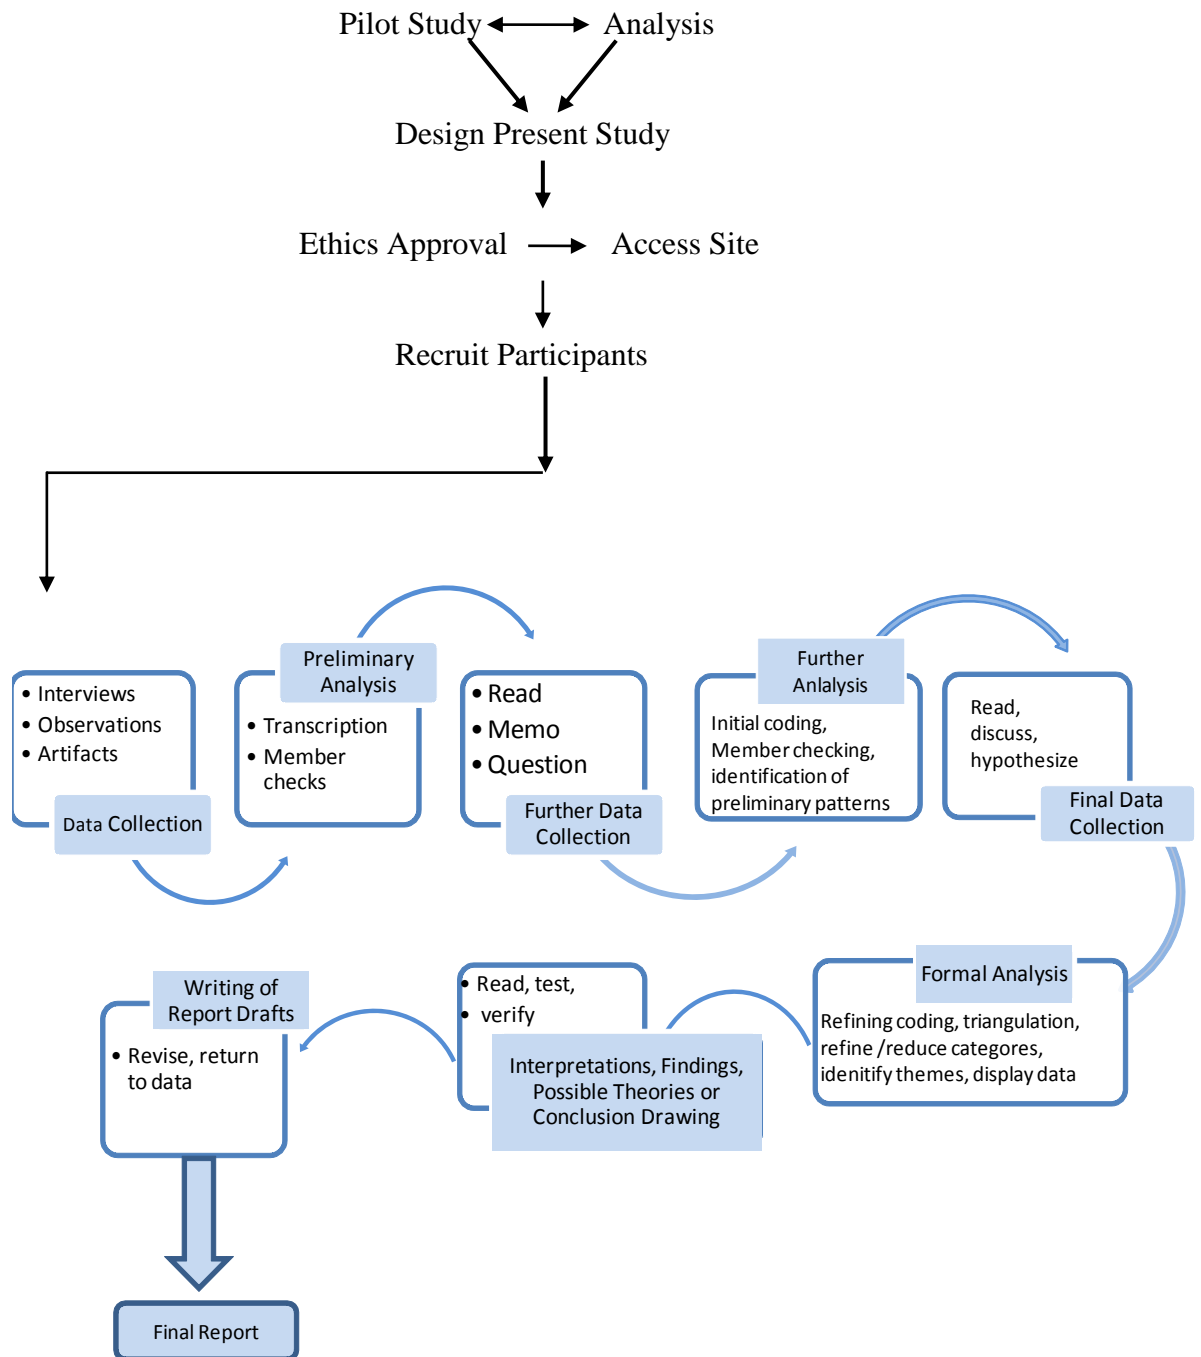 Pilot Study Analysis
Design Present Study
Ethics Approval Access Site
Recruit Participants
• Interviews
• Observations
• Artifacts
Data Collection
Preliminary
Analysis
• Transcription
• Member
checks
• Read
• Memo
• Question
Further Data
Collection
Further
Anlalysis
Initial coding,
Member checking,
identification of
preliminary patterns
Read,
discuss,
hypothesize
Final Data
Collection
Formal Analysis
Refining coding, triangulation,
refine /reduce categores,
idenitify themes, display data
• Read, test,
• verify
Interpretations, Findings,
Possible Theories or
Conclusion Drawing
Writing of
Report Drafts
• Revise, return
to data
Final Report